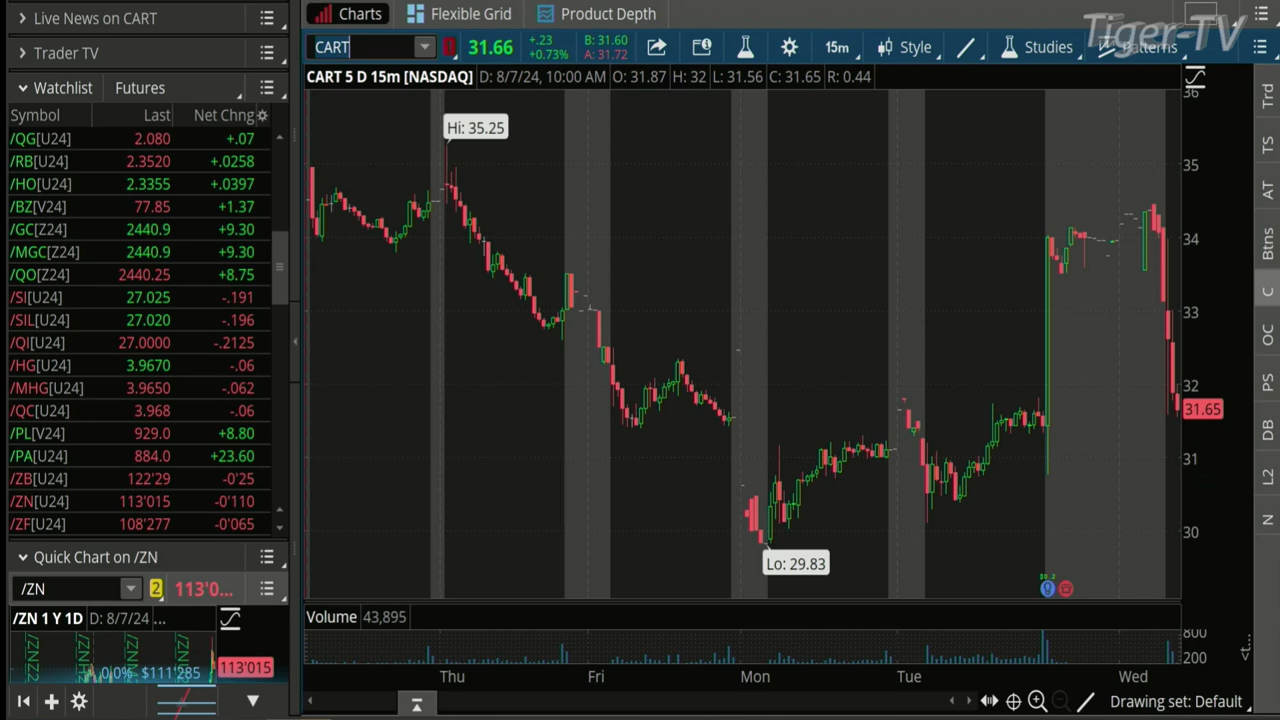 Live News on CART
Trader TV
Watchlist Futures
Symbol Last Net Chng
/QG[U24] 2.080 +.07
/RB[U24] 2.3520 +.0258
/HO[U24] 2.3355 +.0397
/BZ[V24] 77.85 +1.37
/GC[Z24] 2440.9 +9.30
/MGC[Z24] 2440.9 +9.30
/QO[Z24] 2440.25 +8.75
/SI[U24] 27.025 -.191
/SIL[U24] 27.020 -.196
/QI[U24] 27.0000 -.2125
/HG[U24] 3.9670 -.06
/MHG[U24] 3.9650 -.062
/QC[U24] 3.968 -.06
/PL[V24] 929.0 +8.80
/PA[U24] 884.0 +23.60
/ZB[U24] 122'29 -0'25
/ZN[U24] 113'015 -0'110
/ZF[U24] 108'277 -0'065
Quick Chart on /ZN
/ZN 2 113'0...
/ZN 1 Y 1D D: 8/7/24 ...
0.0% $111'285 113'015
Charts Flexible Grid Product Depth
Tiger-TV
CART 31.66 +.23 +0.73% B: 31.60 A: 31.72 15m Style Studies Patterns
CART 5 D 15m [NASDAQ] D: 8/7/24, 10:00 AM O: 31.87 H: 32 L: 31.56 C: 31.65 R: 0.44
Hi: 35.25
Lo: 29.83
36
35
34
33
32
31.65
31
30
$0.2
Volume 43,895
800
200
Thu Fri Mon Tue Wed
Drawing set: Default
Trd
TS
AT
Btns
C
OC
PS
DB
L2
N
<t...